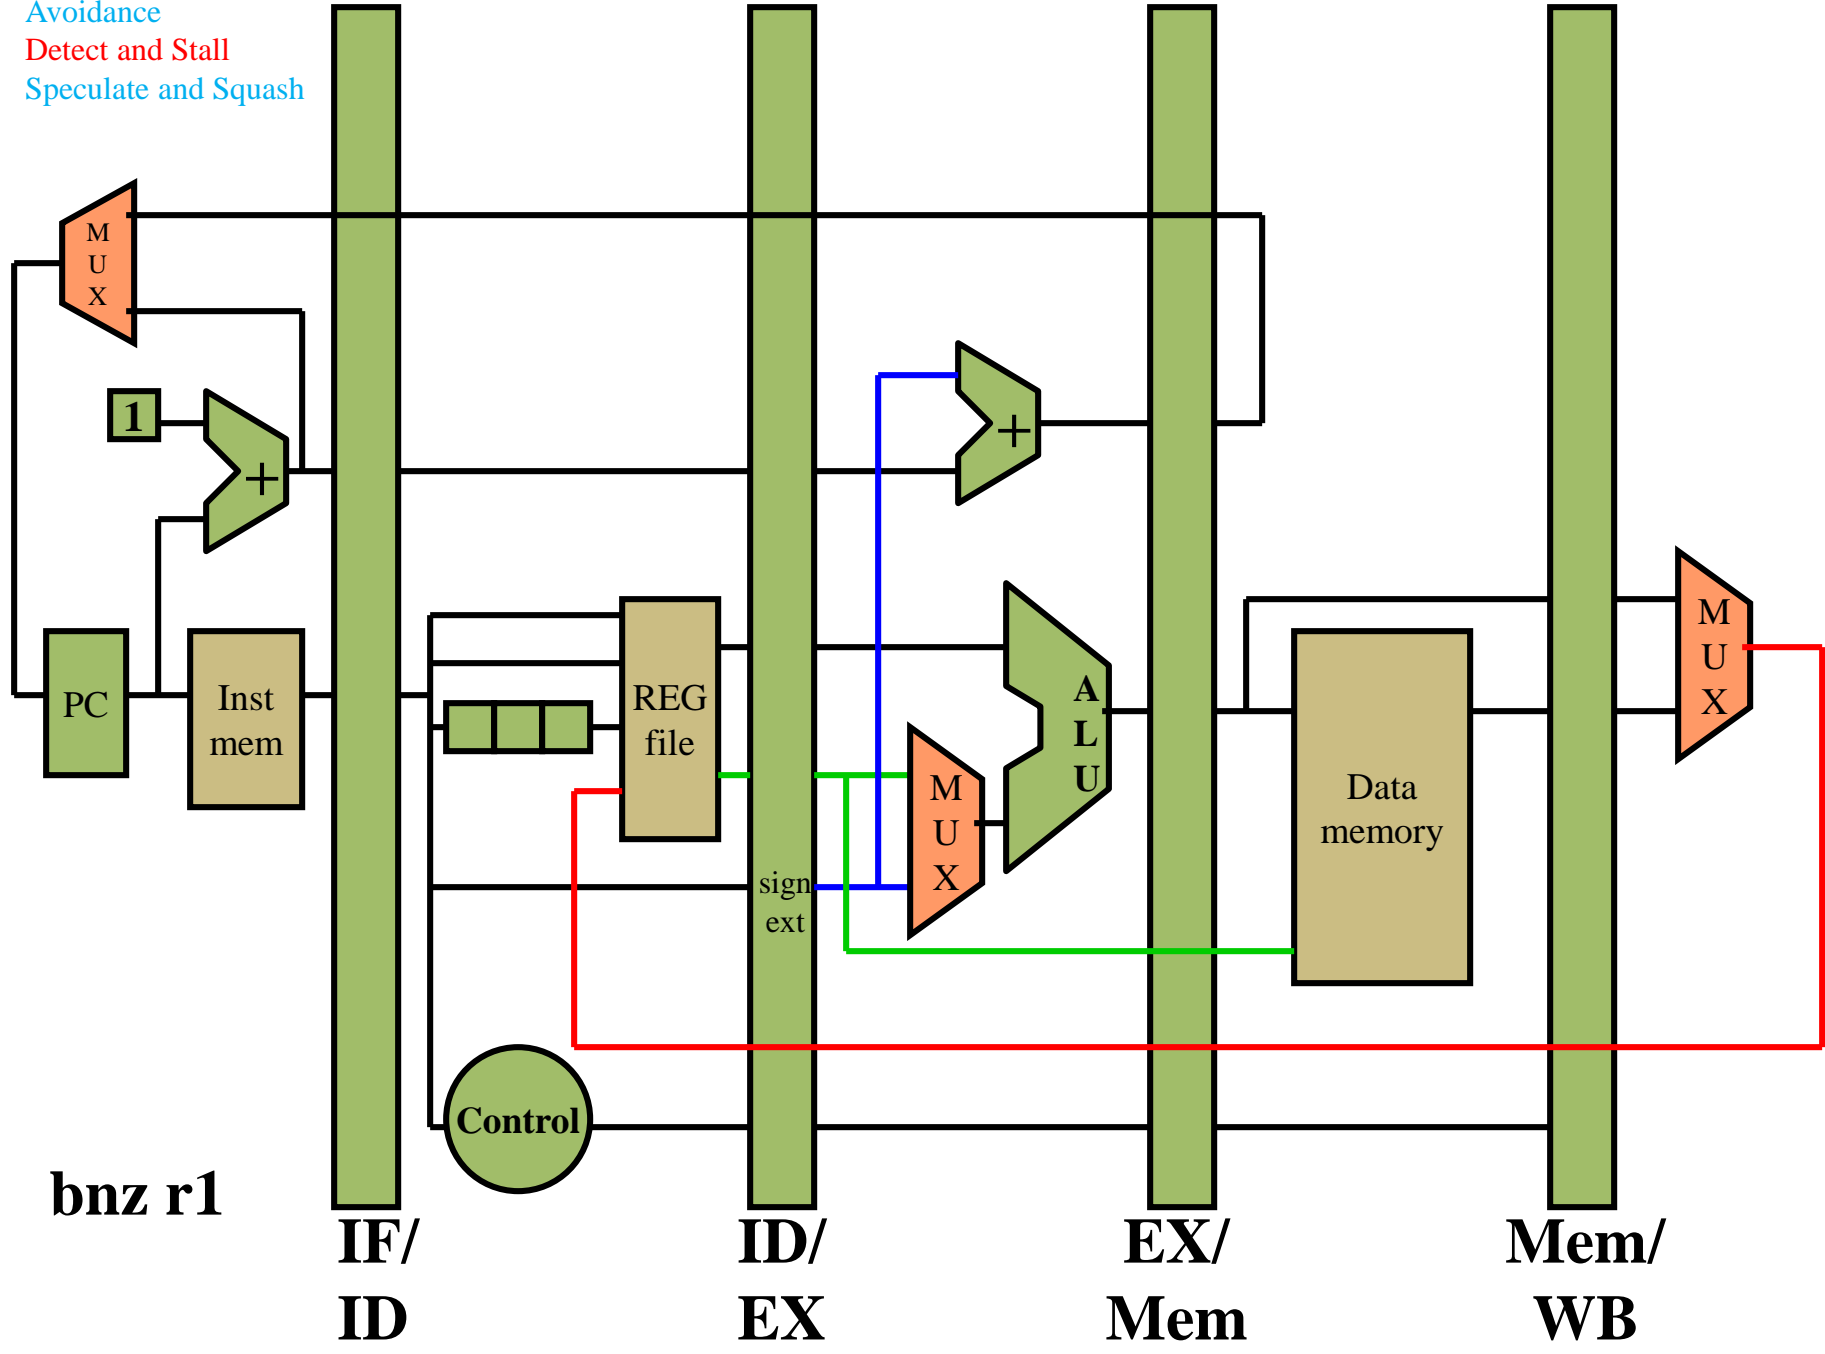 Avoidance
Detect and Stall
Speculate and Squash
M
U
X
1
+
+
PC
Inst
mem
REG
file
sign
ext
M
U
X
A
L
U
Data
memory
M
U
X
Control
bnz r1
IF/
ID
ID/
EX
EX/
Mem
Mem/
WB